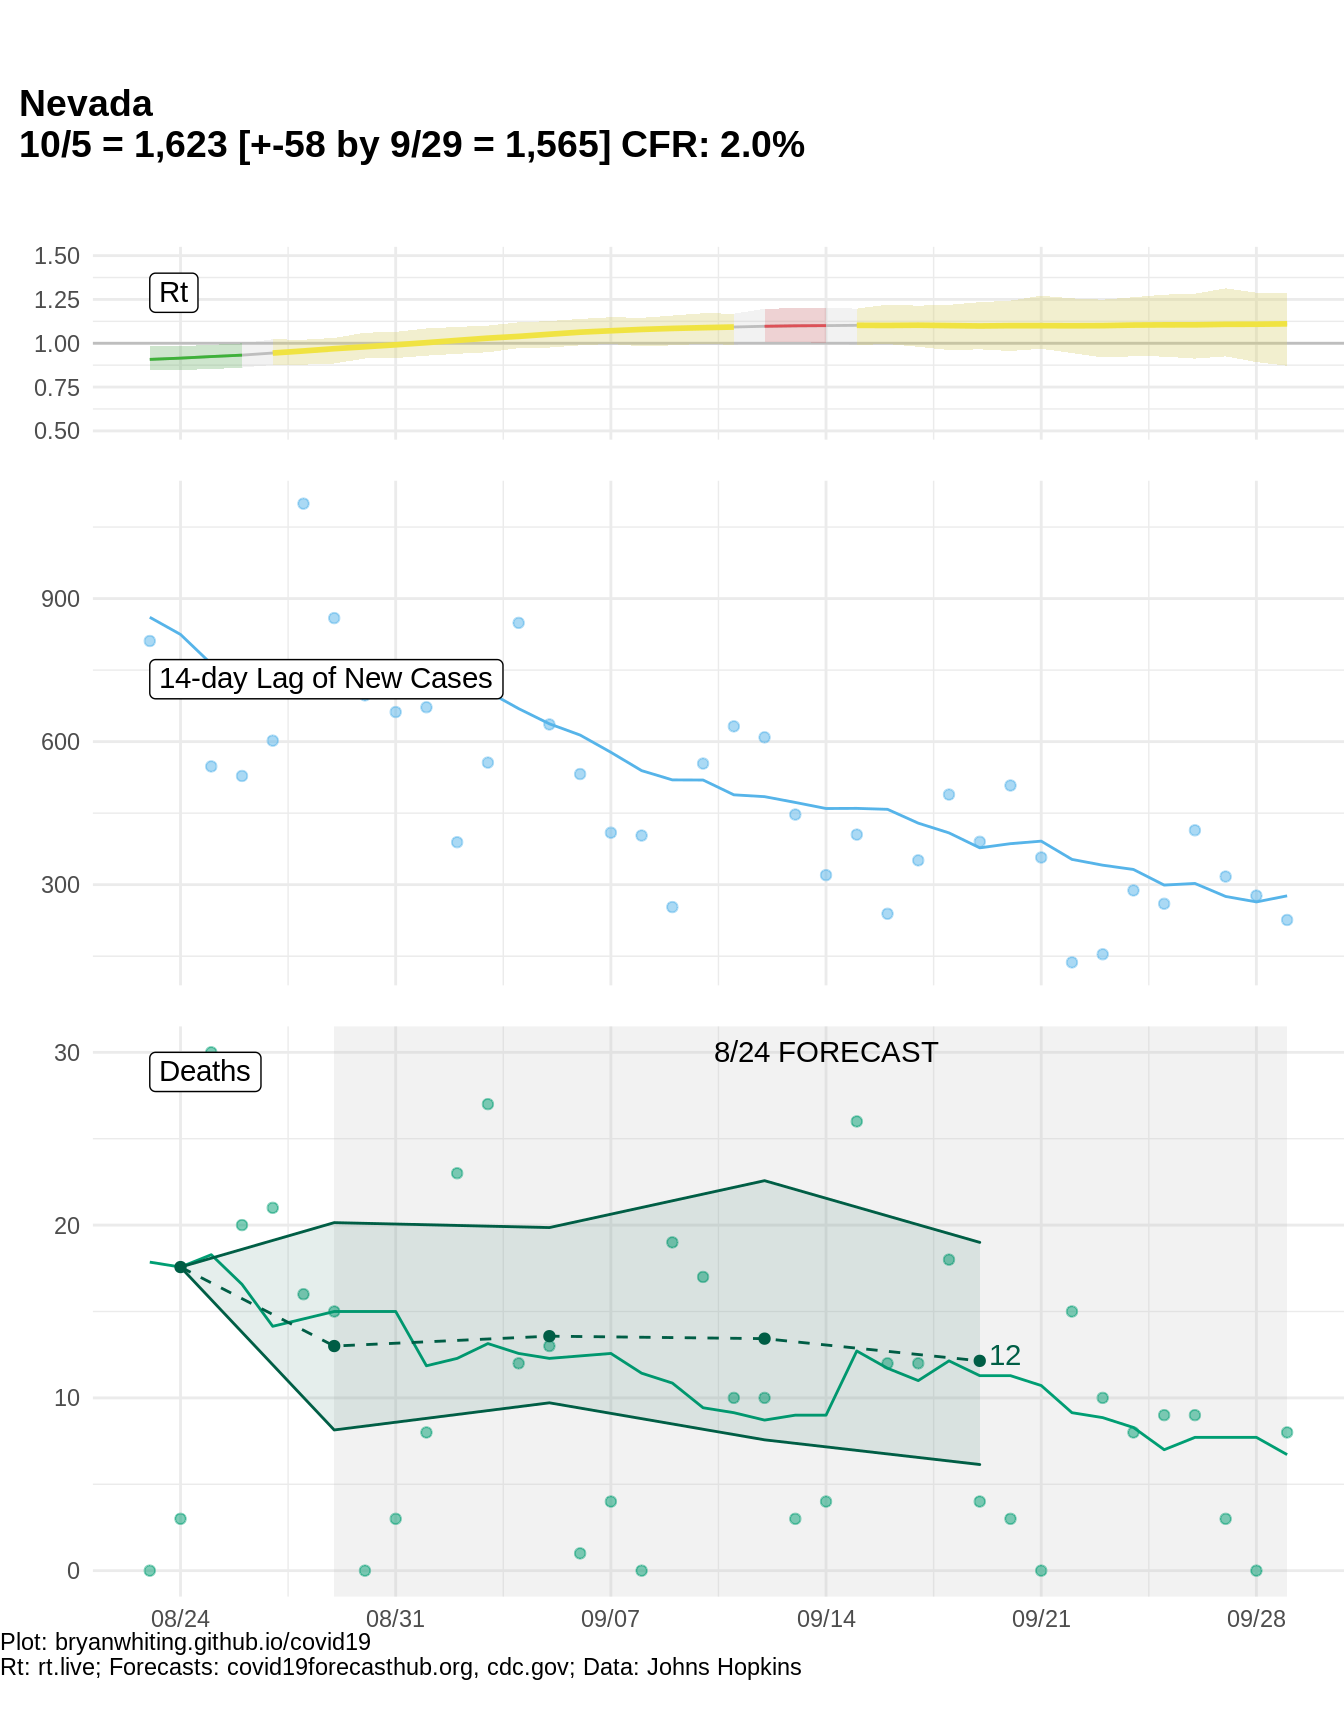 Nevada
10/5 = 1,623 [+-58 by 9/29 = 1,565] CFR: 2.0%
1.50
Rt
1.25
1.00
0.75
0.50
900
14-day Lag of New Cases
600
300
8/24 FORECAST
30
Deaths
20
12
10
0
08/24 08/31 09/07 09/14 09/21 09/28
Plot: bryanwhiting.github.io/covid19
Rt: rt.live; Forecasts: covid19forecasthub.org, cdc.gov; Data: Johns Hopkins